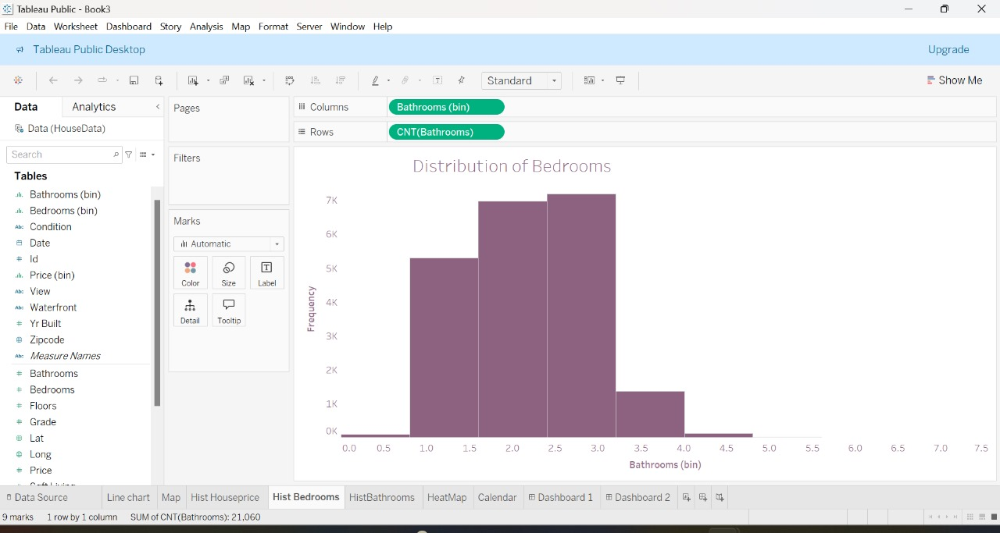 Tableau Public - Book3
File Data Worksheet Dashboard Story Analysis Map Format Server Window Help
Tableau Public Desktop Upgrade
Standard Show Me
Data Analytics
Data (HouseData)
Search
Tables
Bathrooms (bin)
Bedrooms (bin)
Abc Condition
Date
# Id
Price (bin)
Abc View
Abc Waterfront
# Yr Built
Zipcode
Abc Measure Names
# Bathrooms
# Bedrooms
# Floors
# Grade
Lat
Long
# Price
Pages
Filters
Marks
Automatic
Color Size Label
Detail Tooltip
Columns Bathrooms (bin)
Rows CNT(Bathrooms)
Distribution of Bedrooms
Frequency
7K
6K
5K
4K
3K
2K
1K
0K
0.0 0.5 1.0 1.5 2.0 2.5 3.0 3.5 4.0 4.5 5.0 5.5 6.0 6.5 7.0 7.5
Bathrooms (bin)
Data Source Line chart Map Hist Houseprice Hist Bedrooms HistBathrooms HeatMap Calendar Dashboard 1 Dashboard 2
9 marks 1 row by 1 column SUM of CNT(Bathrooms): 21,060